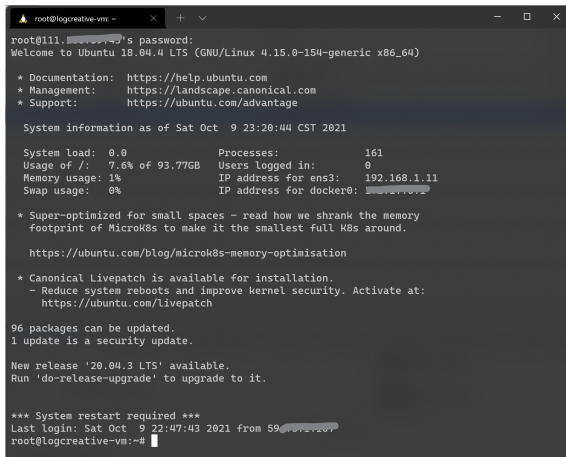 root@logcreative-vm: ~
root@111. 's password:
Welcome to Ubuntu 18.04.4 LTS (GNU/Linux 4.15.0-154-generic x86_64)
* Documentation:  https://help.ubuntu.com
* Management:     https://landscape.canonical.com
* Support:        https://ubuntu.com/advantage
System information as of Sat Oct  9 23:20:44 CST 2021
System load:  0.0                Processes:              161
Usage of /:   7.6% of 93.77GB   Users logged in:        0
Memory usage: 1%                 IP address for ens3:    192.168.1.11
Swap usage:   0%                 IP address for docker0:
* Super-optimized for small spaces - read how we shrank the memory
footprint of MicroK8s to make it the smallest full K8s around.
https://ubuntu.com/blog/microk8s-memory-optimisation
* Canonical Livepatch is available for installation.
- Reduce system reboots and improve kernel security. Activate at:
https://ubuntu.com/livepatch
96 packages can be updated.
1 update is a security update.
New release '20.04.3 LTS' available.
Run 'do-release-upgrade' to upgrade to it.
*** System restart required ***
Last login: Sat Oct  9 22:47:43 2021 from 59
root@logcreative-vm:~#